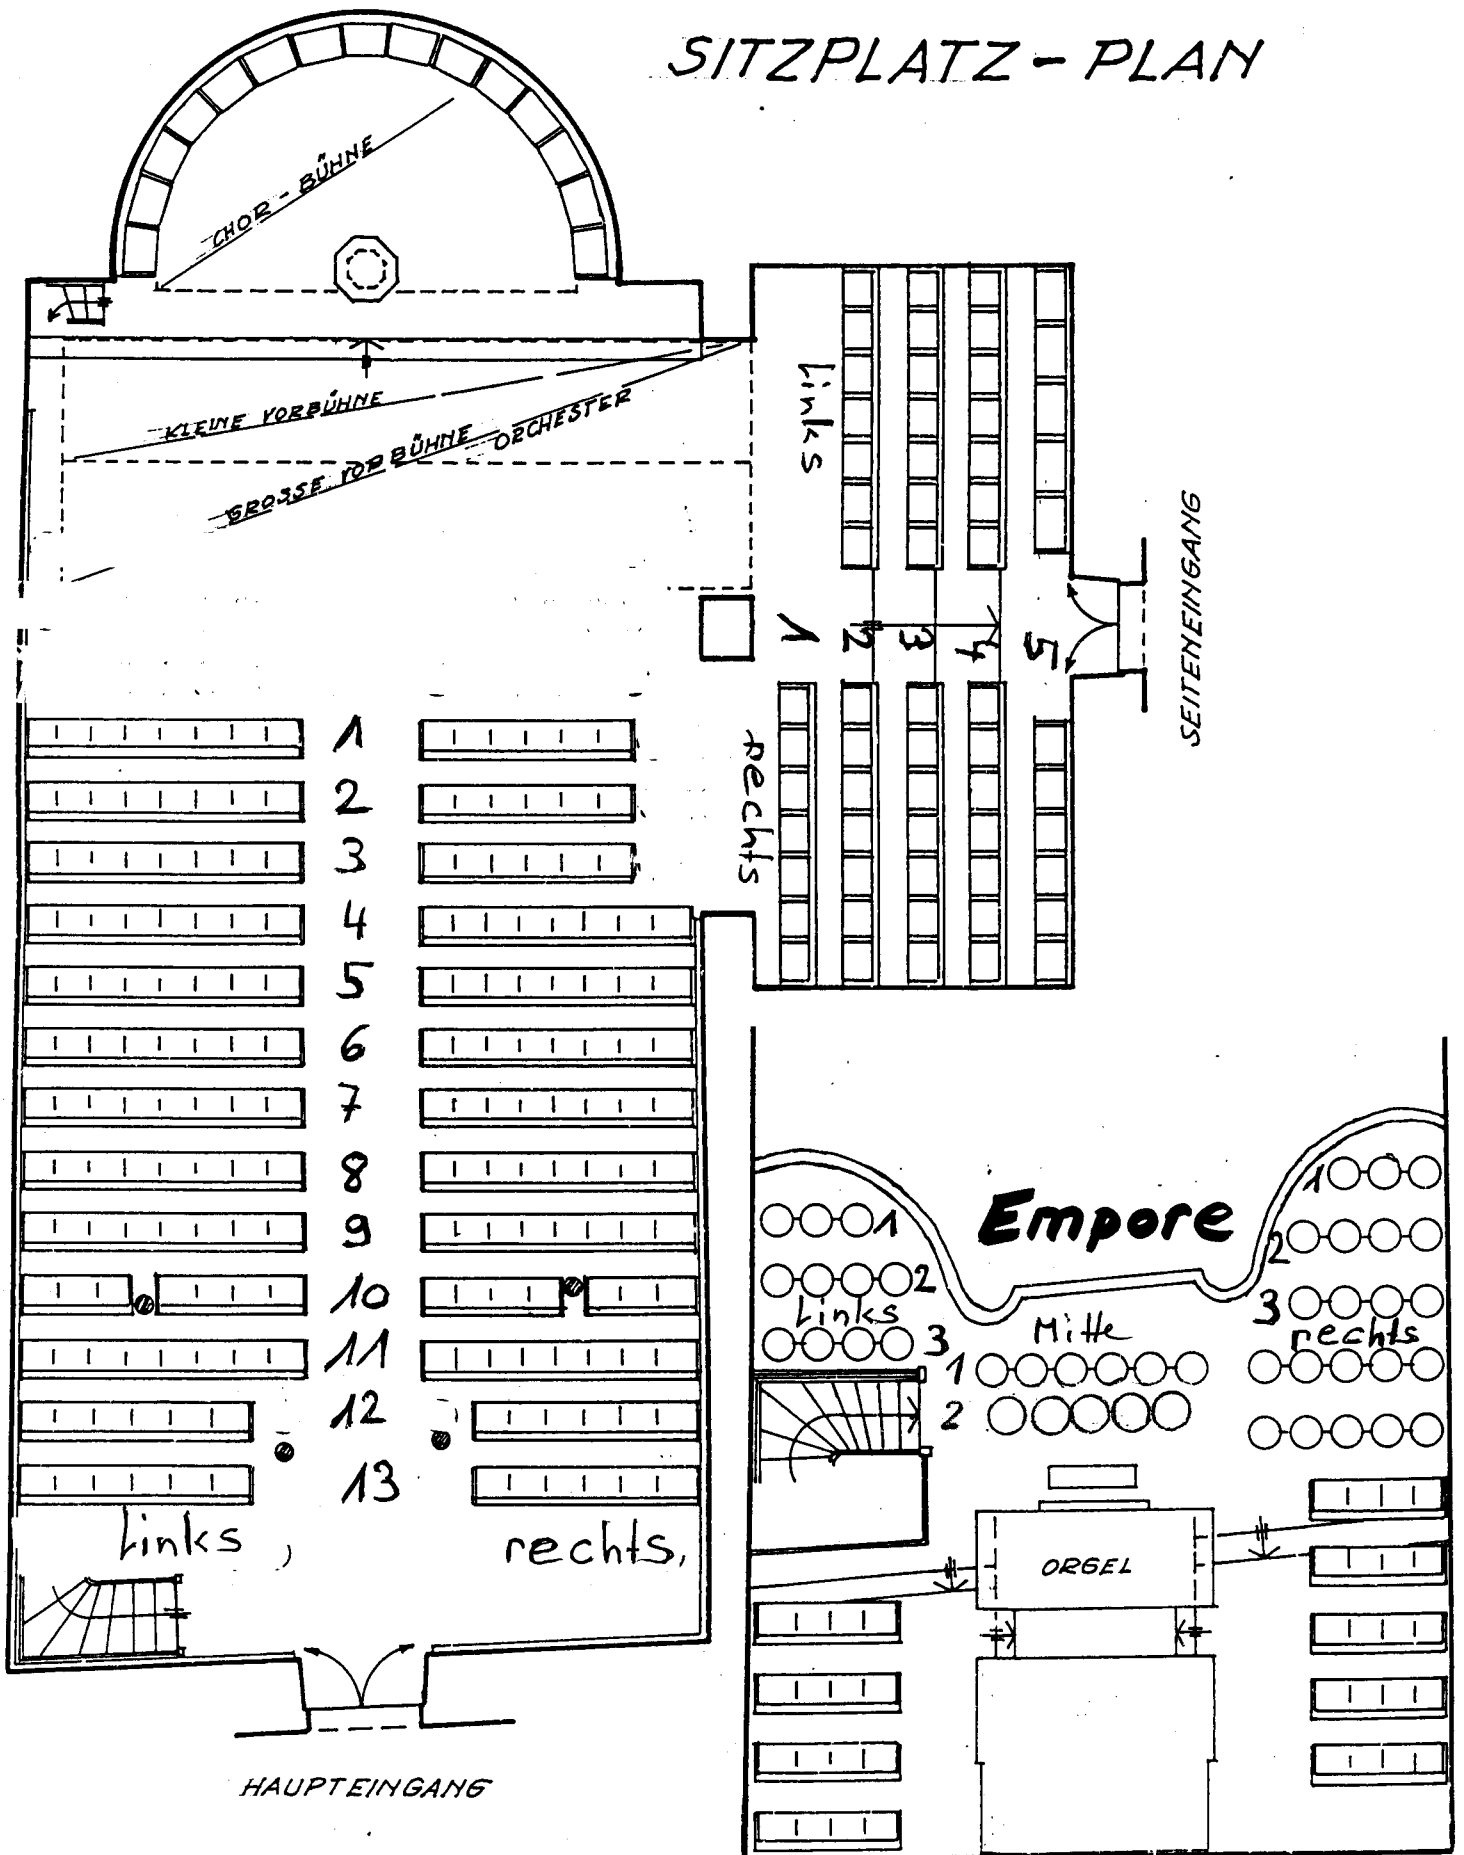 SITZPLATZ - PLAN
CHOR - BÜHNE
KLEINE VORBÜHNE
GROSSE VORBÜHNE ORCHESTER
links
1 2 3 4 5
rechts
SEITENEINGANG
1
2
3
4
5
6
7
8
9
10
11
12
13
links rechts
HAUPTEINGANG
Empore
1
2
links
3
Mitte
1
2
1
2
3
rechts
ORGEL